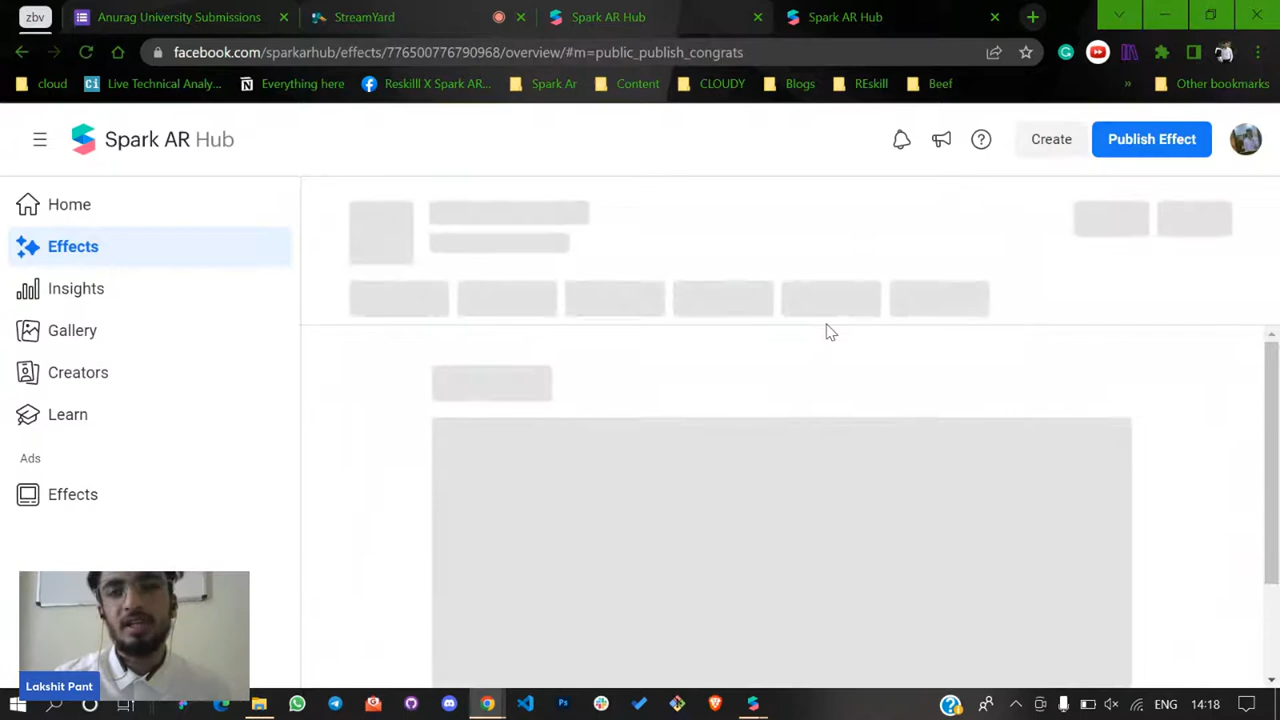 zbv
Anurag University Submissions
StreamYard
Spark AR Hub
Spark AR Hub
facebook.com/sparkarhub/effects/776500776790968/overview/#m=public_publish_congrats
cloud
Live Technical Analy...
Everything here
Reskilll X Spark AR...
Spark Ar
Content
CLOUDY
Blogs
REskill
Beef
»
Other bookmarks
Spark AR Hub
Create
Publish Effect
Home
Effects
Insights
Gallery
Creators
Learn
Ads
Effects
Lakshit Pant
ENG
14:18